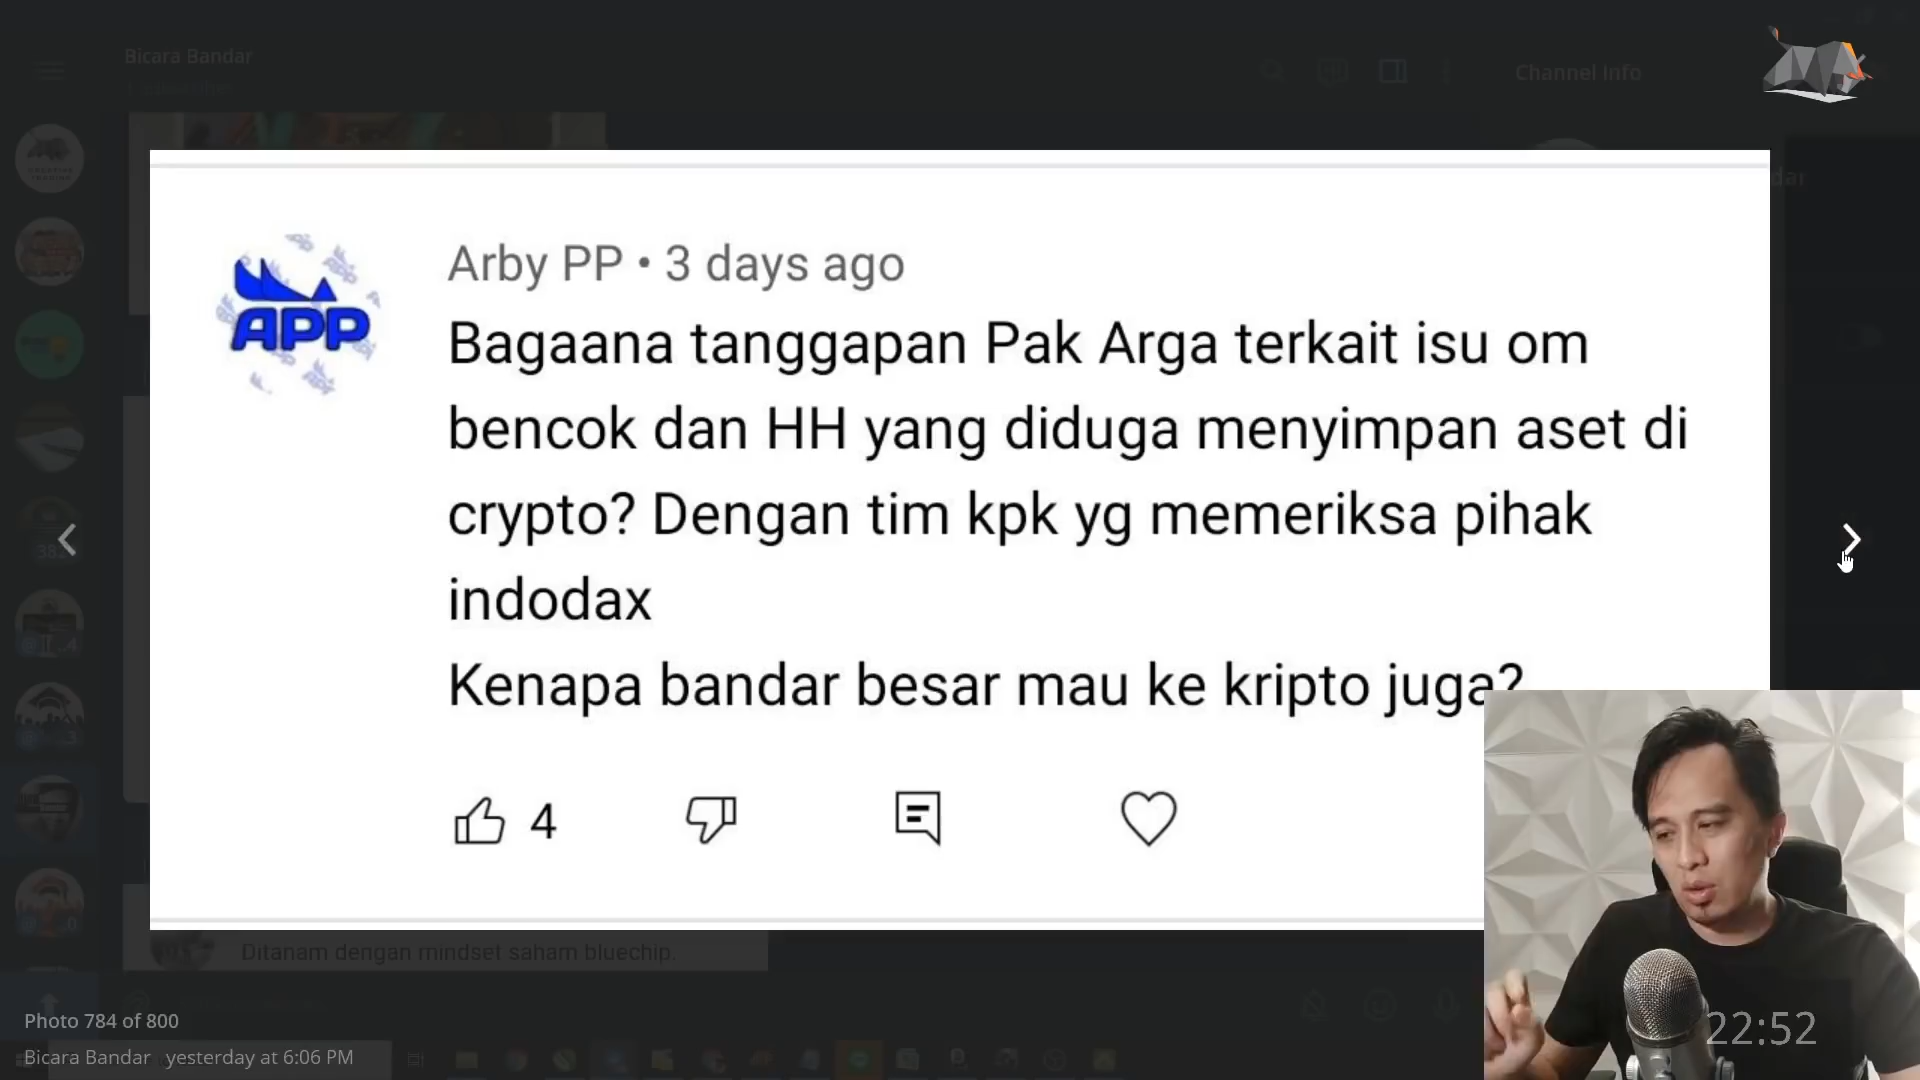 Bicara Bandar
Channel Info
Arby PP • 3 days ago
APP
Bagaana tanggapan Pak Arga terkait isu om
bencok dan HH yang diduga menyimpan aset di
crypto? Dengan tim kpk yg memeriksa pihak
indodax
Kenapa bandar besar mau ke kripto juga?
4
Ditanam dengan mindset saham bluechip.
Photo 784 of 800
Bicara Bandar yesterday at 6:06 PM
22:52